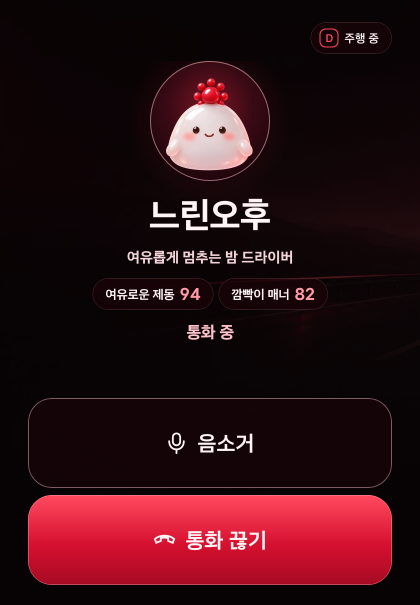 D 주행 중
느린오후
여유롭게 멈추는 밤 드라이버
여유로운 제동 94 깜빡이 매너 82
통화 중
음소거
통화 끊기